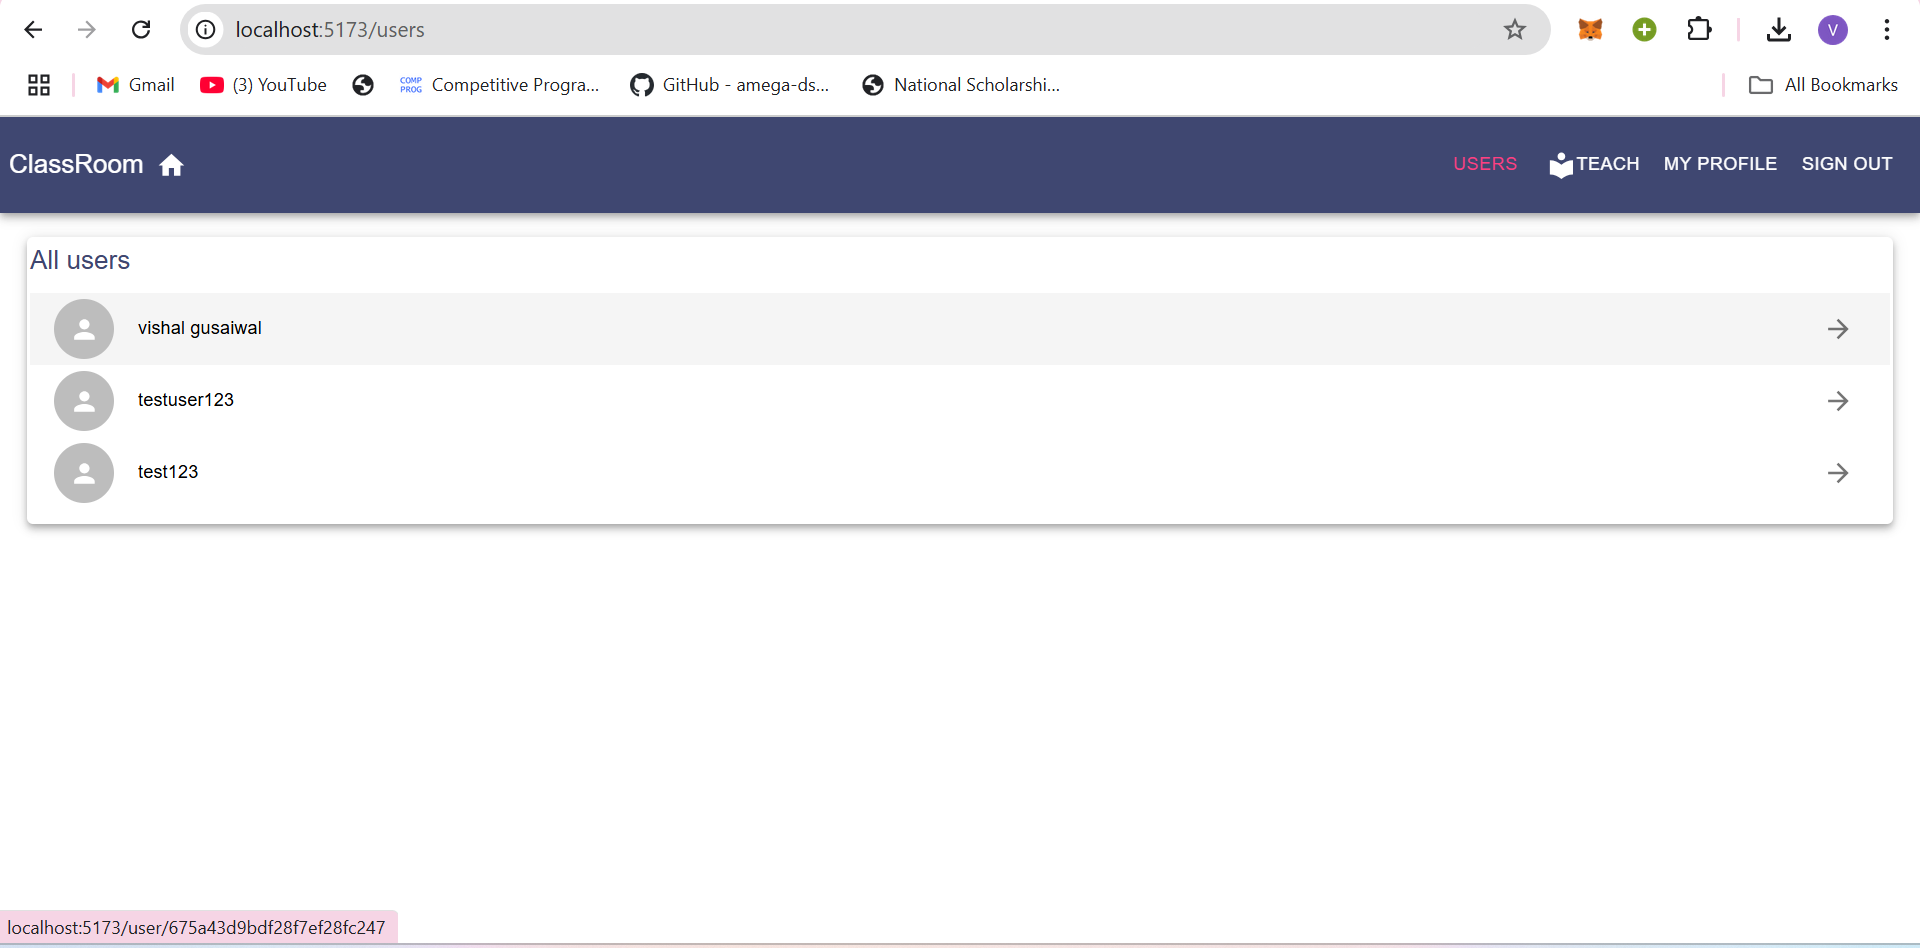 localhost:5173/users
Gmail
(3) YouTube
COMP PROG
Competitive Progra...
GitHub - amega-ds...
National Scholarshi...
All Bookmarks
V
ClassRoom
USERS
TEACH
MY PROFILE
SIGN OUT
All users
vishal gusaiwal
testuser123
test123
localhost:5173/user/675a43d9bdf28f7ef28fc247